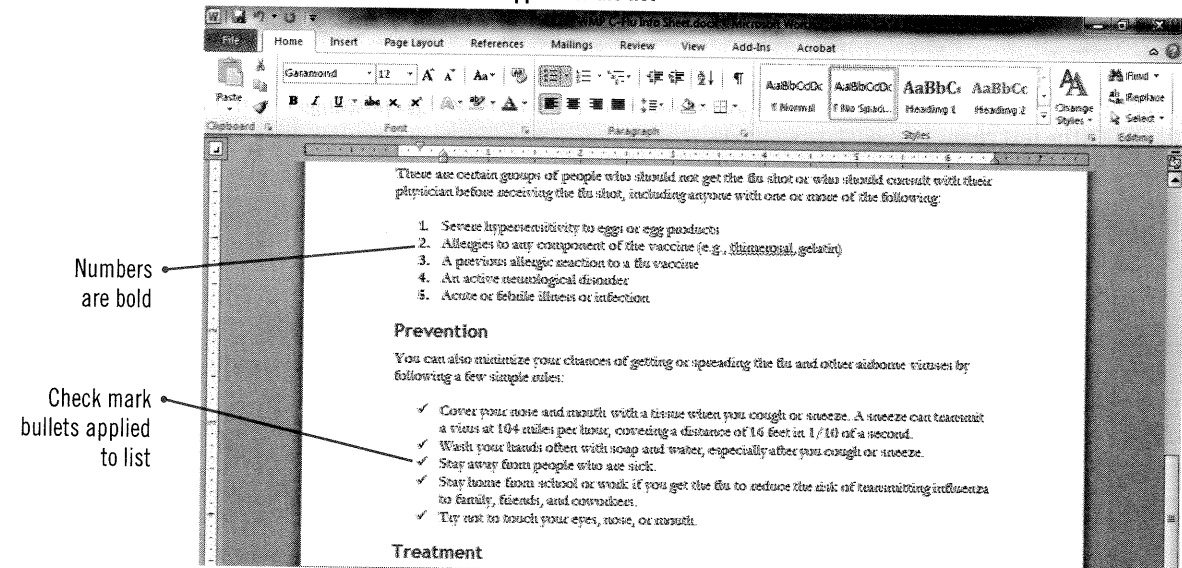 C-Flu Info Sheet.docx - Microsoft Word
File Home Insert Page Layout References Mailings Review View Add-Ins Acrobat
Paste
Garamond 12
AaBbCcDc AaBbCcDc AaBbCc AaBbCc
¶ Normal ¶ No Spaci... Heading 1 Heading 2
Change Styles
Find
Replace
Select
Clipboard Font Paragraph Styles Editing
There are certain groups of people who should not get the flu shot or who should consult with their
physician before receiving the flu shot, including anyone with one or more of the following:
1. Severe hypersensitivity to eggs or egg products
2. Allergies to any component of the vaccine (e.g., thimerosal, gelatin)
3. A previous allergic reaction to a flu vaccine
4. An active neurological disorder
5. Acute or febrile illness or infection
Numbers
are bold
Prevention
You can also minimize your chances of getting or spreading the flu and other airborne viruses by
following a few simple rules:
Check mark
bullets applied
to list
✓ Cover your nose and mouth with a tissue when you cough or sneeze. A sneeze can transmit
a virus at 104 miles per hour, covering a distance of 16 feet in 1/10 of a second.
✓ Wash your hands often with soap and water, especially after you cough or sneeze.
✓ Stay away from people who are sick.
✓ Stay home from school or work if you get the flu to reduce the risk of transmitting influenza
to family, friends, and coworkers.
✓ Try not to touch your eyes, nose, or mouth.
Treatment